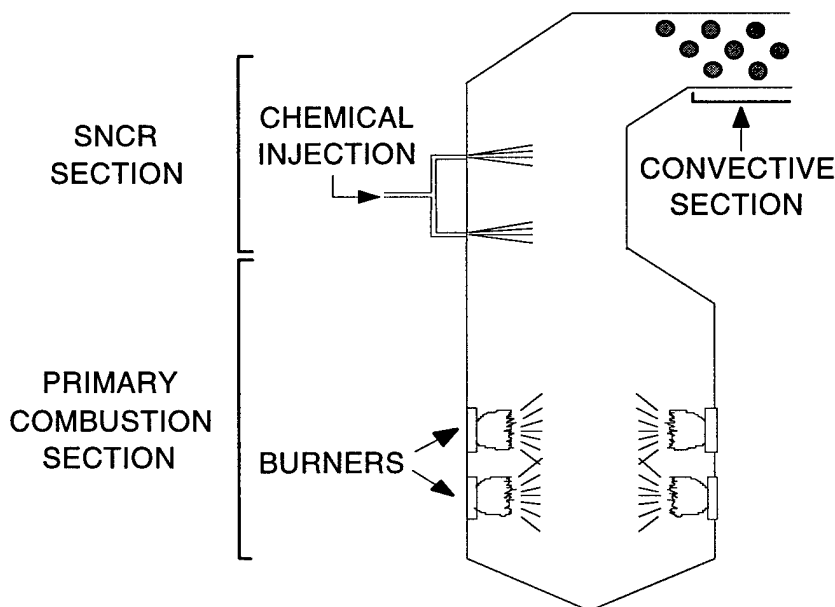 SNCR
SECTION
CHEMICAL
INJECTION
CONVECTIVE
SECTION
PRIMARY
COMBUSTION
SECTION
BURNERS